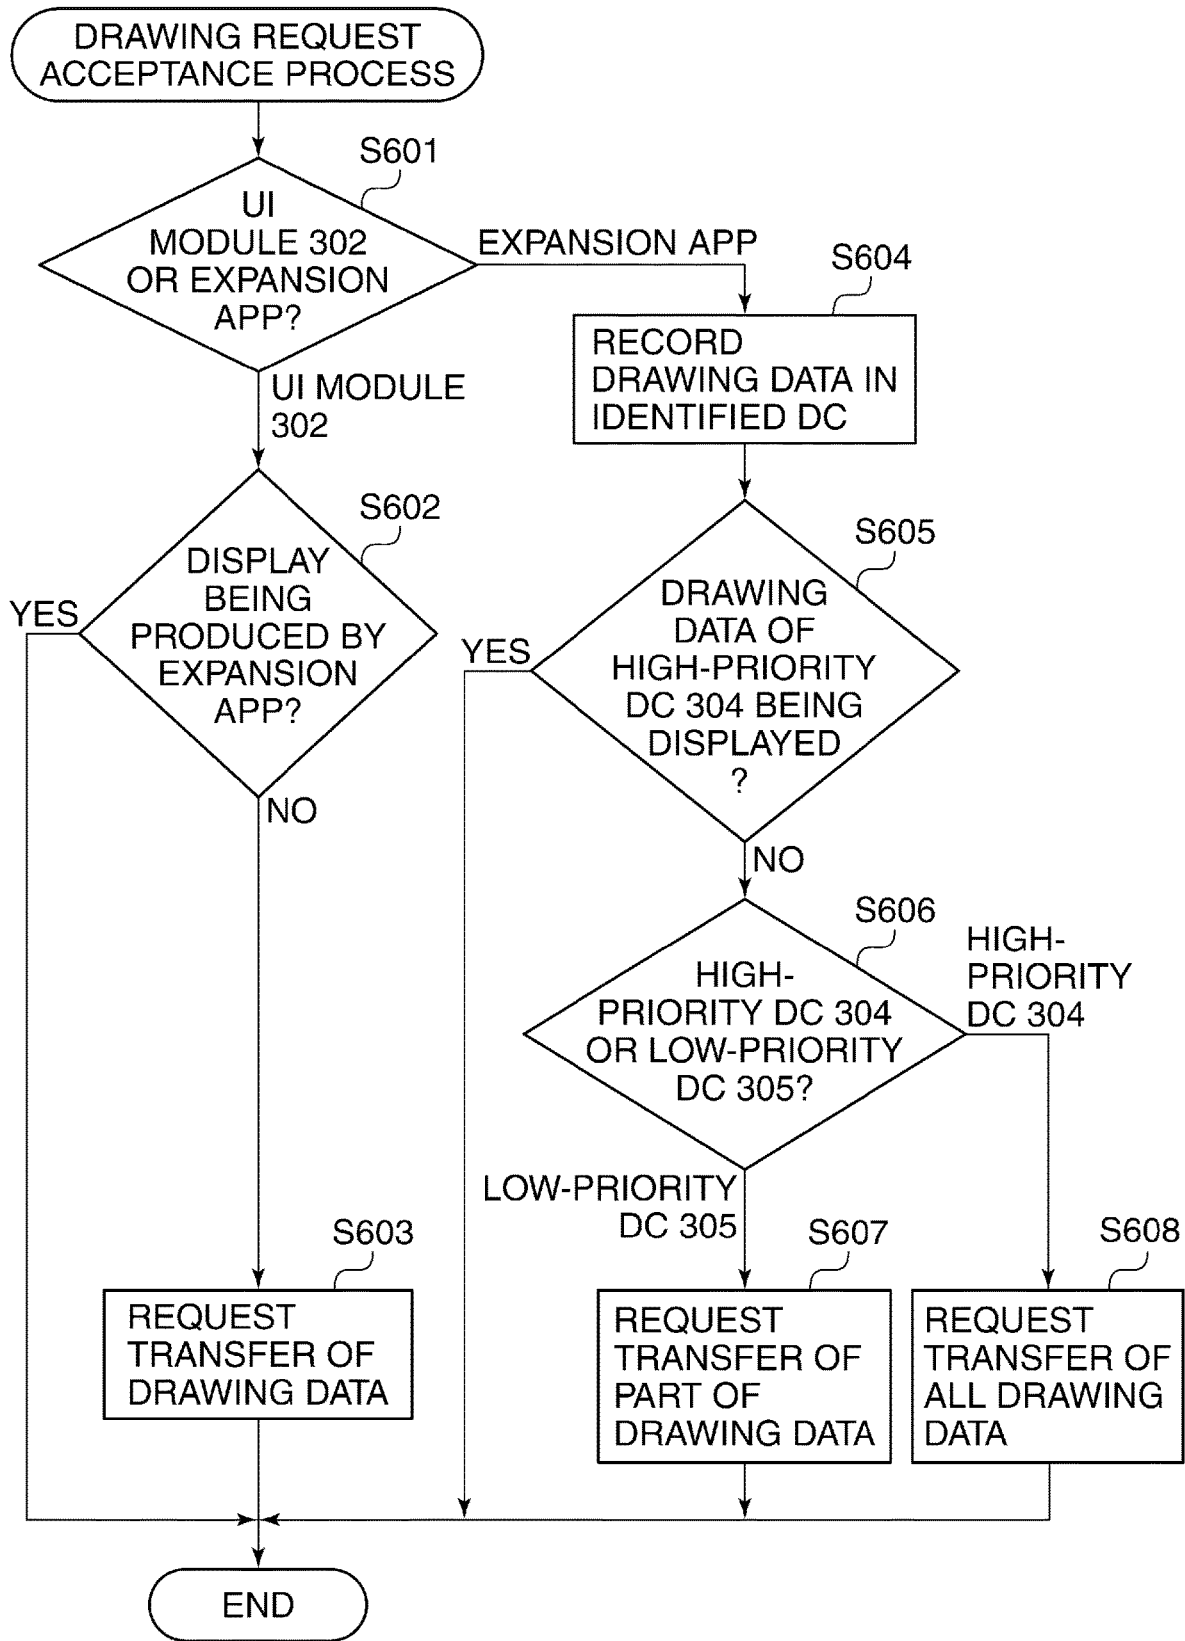 DRAWING REQUEST
ACCEPTANCE PROCESS
S601
UI
MODULE 302
OR EXPANSION
APP?
EXPANSION APP
UI MODULE
302
S604
RECORD
DRAWING DATA IN
IDENTIFIED DC
S602
DISPLAY
BEING
PRODUCED BY
EXPANSION
APP?
YES
NO
S605
DRAWING
DATA OF
HIGH-PRIORITY
DC 304 BEING
DISPLAYED
?
YES
NO
S606
HIGH-
PRIORITY DC 304
OR LOW-PRIORITY
DC 305?
HIGH-
PRIORITY
DC 304
LOW-PRIORITY
DC 305
S603
REQUEST
TRANSFER OF
DRAWING DATA
S607
REQUEST
TRANSFER OF
PART OF
DRAWING DATA
S608
REQUEST
TRANSFER OF
ALL DRAWING
DATA
END